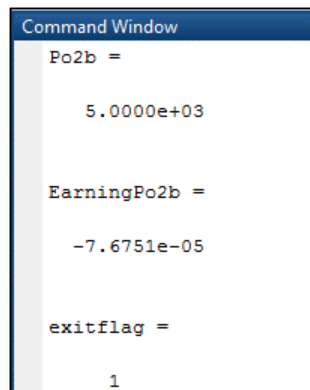 Command Window
Po2b =
5.0000e+03
EarningPo2b =
-7.6751e-05
exitflag =
1